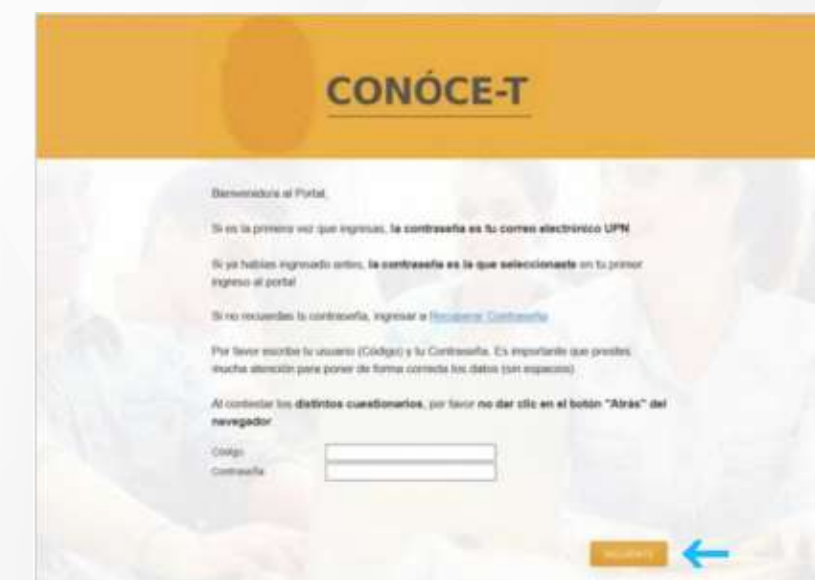 CONÓCE-T
Bienvenido/a al Portal,
Si es la primera vez que ingresas, la contraseña es tu correo electrónico UPN
Si ya habías ingresado antes, la contraseña es la que seleccionaste en tu primer
ingreso al portal
Si no recuerdas la contraseña, ingresar a Recuperar Contraseña
Por favor escribe tu usuario (Código) y tu Contraseña. Es importante que prestes
mucha atención para poner de forma correcta los datos (sin espacios)
Al contestar los distintos cuestionarios, por favor no dar clic en el botón "Atrás" del
navegador
Código
Contraseña
SIGUIENTE